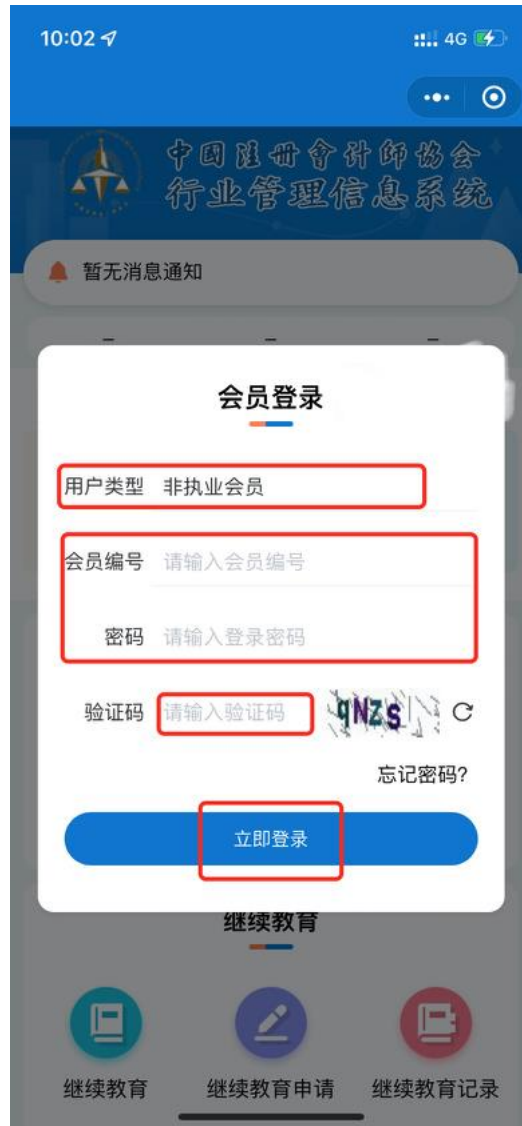 10:02
4G
中国注册会计师协会
行业管理信息系统
暂无消息通知
会员登录
用户类型 非执业会员
会员编号 请输入会员编号
密码 请输入登录密码
验证码 请输入验证码 qNZs
忘记密码?
立即登录
继续教育
继续教育 继续教育申请 继续教育记录